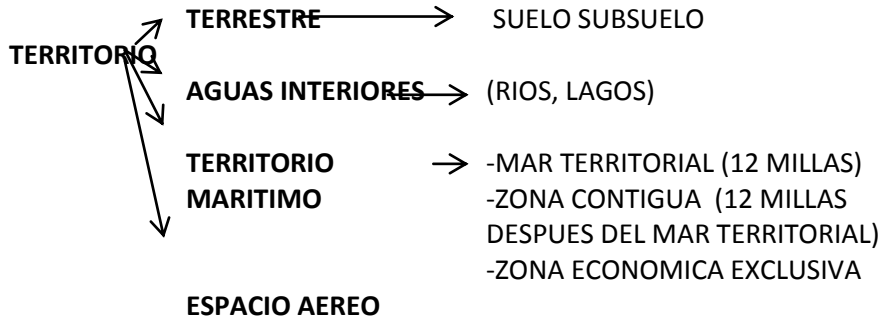 TERRESTRE SUELO SUBSUELO
TERRITORIO
AGUAS INTERIORES (RIOS, LAGOS)
TERRITORIO -MAR TERRITORIAL (12 MILLAS)
MARITIMO -ZONA CONTIGUA (12 MILLAS
DESPUES DEL MAR TERRITORIAL)
-ZONA ECONOMICA EXCLUSIVA
ESPACIO AEREO